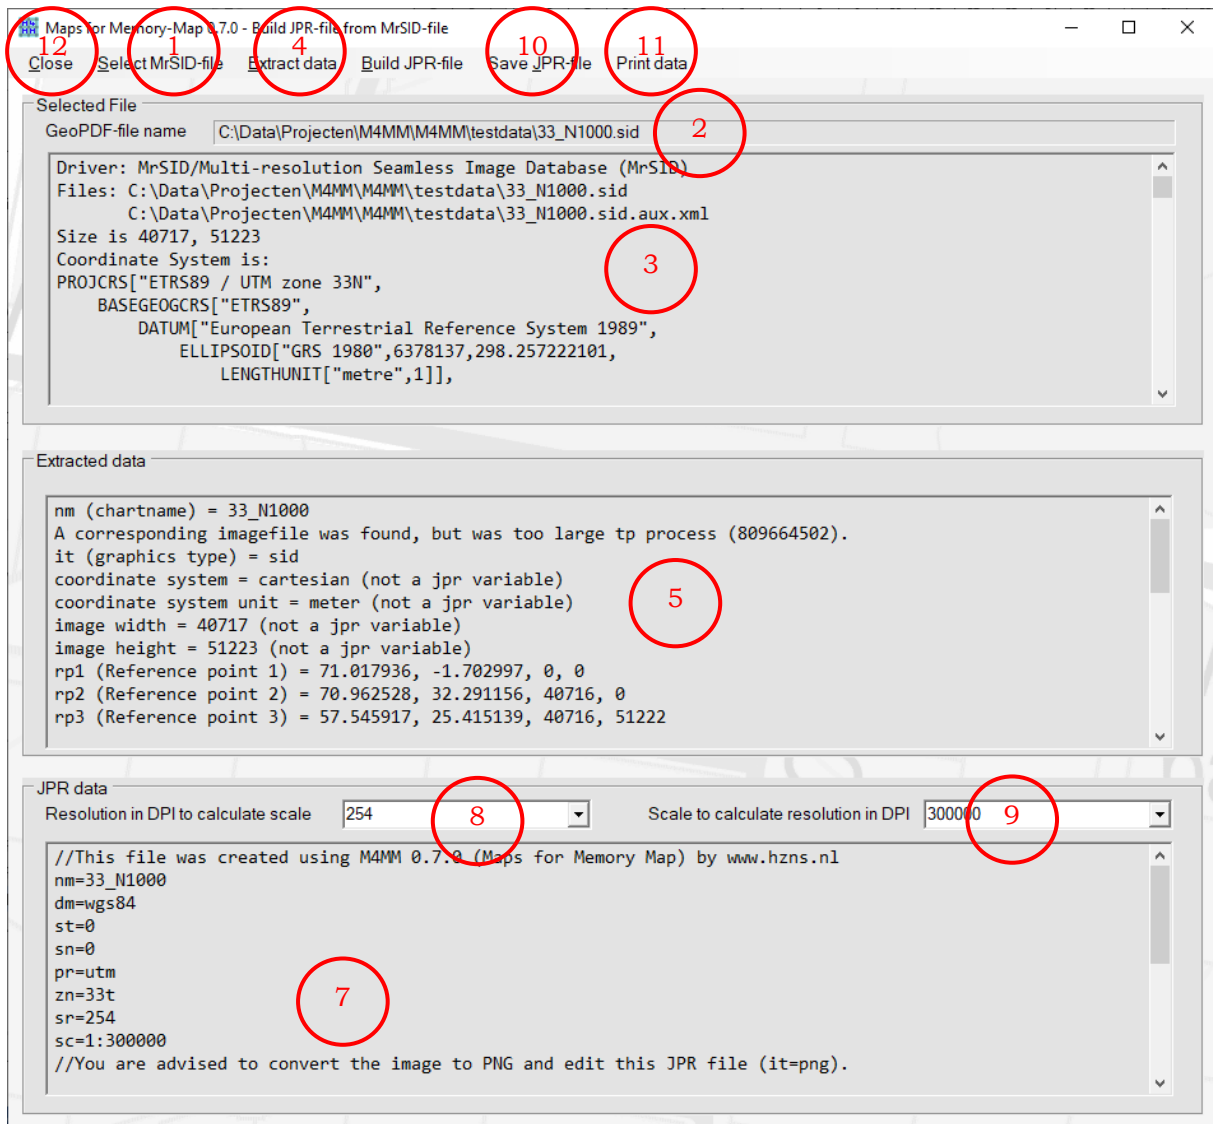 Maps for Memory-Map 0.7.0 - Build JPR-file from MrSID-file
12 1 4 10 11
Close Select MrSID-file Extract data Build JPR-file Save JPR-file Print data
Selected File
GeoPDF-file name C:\Data\Projecten\M4MM\M4MM\testdata\33_N1000.sid 2
Driver: MrSID/Multi-resolution Seamless Image Database (MrSID)
Files: C:\Data\Projecten\M4MM\M4MM\testdata\33_N1000.sid
C:\Data\Projecten\M4MM\M4MM\testdata\33_N1000.sid.aux.xml
Size is 40717, 51223
Coordinate System is:
3
PROJCRS["ETRS89 / UTM zone 33N",
BASEGEOGCRS["ETRS89",
DATUM["European Terrestrial Reference System 1989",
ELLIPSOID["GRS 1980",6378137,298.257222101,
LENGTHUNIT["metre",1]],
Extracted data
nm (chartname) = 33_N1000
A corresponding imagefile was found, but was too large tp process (809664502).
it (graphics type) = sid
coordinate system = cartesian (not a jpr variable)
coordinate system unit = meter (not a jpr variable)
5
image width = 40717 (not a jpr variable)
image height = 51223 (not a jpr variable)
rp1 (Reference point 1) = 71.017936, -1.702997, 0, 0
rp2 (Reference point 2) = 70.962528, 32.291156, 40716, 0
rp3 (Reference point 3) = 57.545917, 25.415139, 40716, 51222
JPR data
Resolution in DPI to calculate scale 254 8 Scale to calculate resolution in DPI 300000 9
//This file was created using M4MM 0.7.0 (Maps for Memory Map) by www.hzns.nl
nm=33_N1000
dm=wgs84
st=0
sn=0
pr=utm
zn=33t
7
sr=254
sc=1:300000
//You are advised to convert the image to PNG and edit this JPR file (it=png).